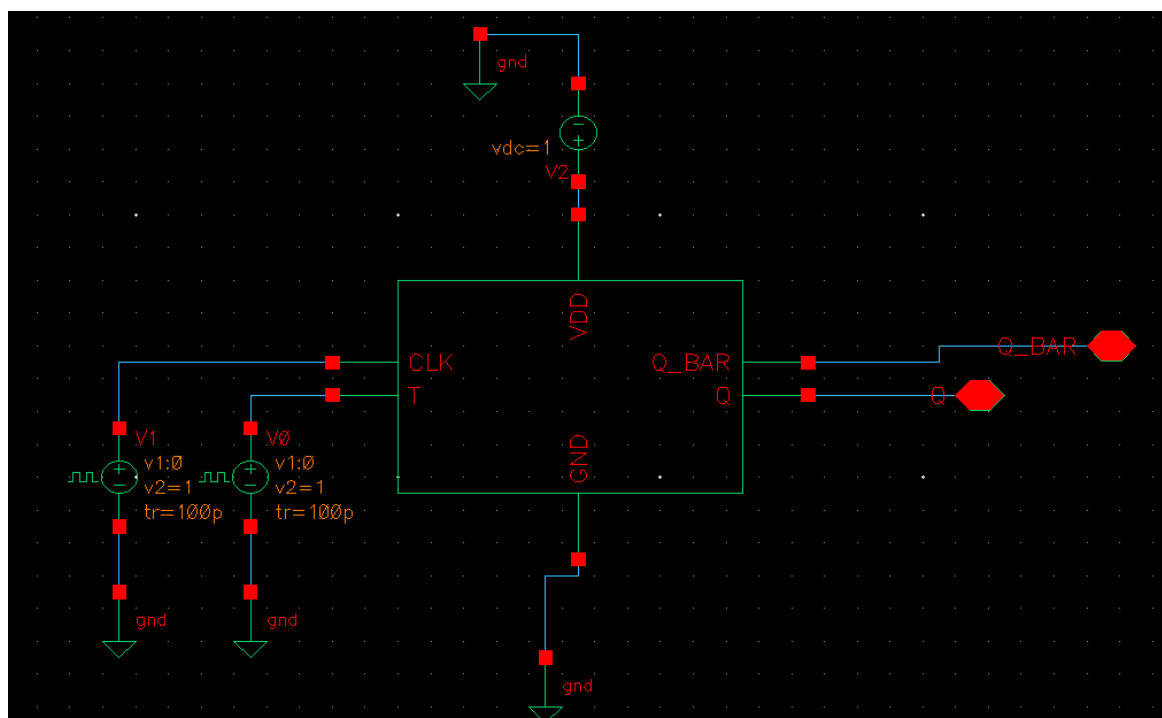 gnd
vdc=1
V2
VDD
CLK
Q_BAR
Q_BAR
T
Q
Q
V1
v1:0
v2=1
tr=100p
V0
v1:0
v2=1
tr=100p
GND
gnd
gnd
gnd